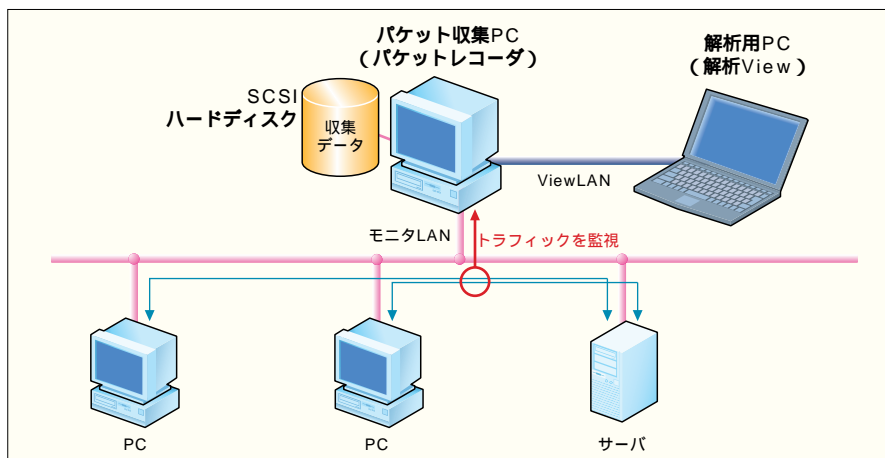 パケット収集PC
（パケットレコーダ）
解析用PC
（解析View）
SCSI
ハードディスク
収集
データ
ViewLAN
モニタLAN
トラフィックを監視
PC
PC
サーバ